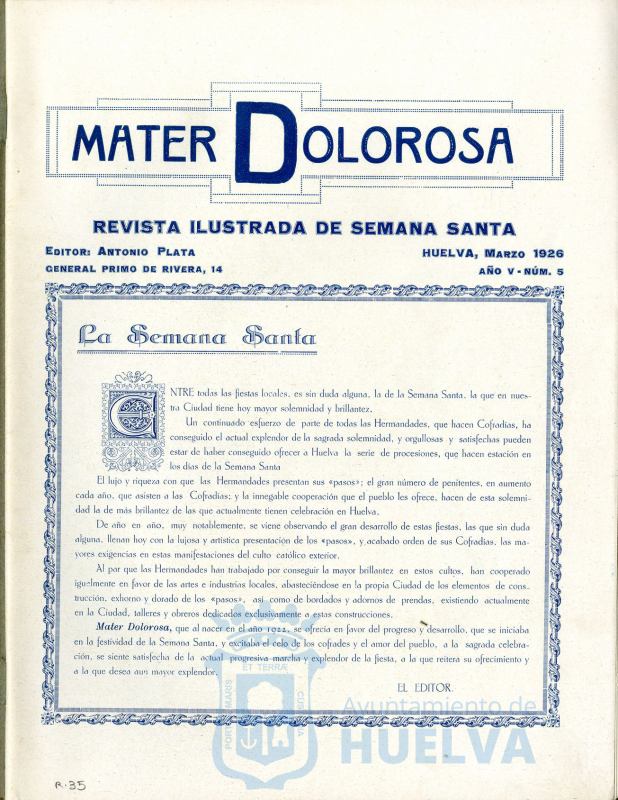 MATER DOLOROSA
REVISTA ILUSTRADA DE SEMANA SANTA
EDITOR: ANTONIO PLATA
GENERAL PRIMO DE RIVERA, 14
HUELVA, MARZO 1926
AÑO V - NÚM. 5
La Semana Santa
ENTRE todas las fiestas locales, es sin duda alguna, la de la Semana Santa, la que en nues-
tra Ciudad tiene hoy mayor solemnidad y brillantez.
Un continuado esfuerzo de parte de todas las Hermandades, que hacen Cofradias, ha
conseguido el actual explendor de la sagrada solemnidad, y orgullosas y satisfechas pueden
estar de haber conseguido ofrecer a Huelva la serie de procesiones, que hacen estación en
los días de la Semana Santa
El lujo y riqueza con que las Hermandades presentan sus «pasos»; el gran número de penitentes, en aumento
cada año, que asisten a las Cofradias; y la innegable cooperación que el pueblo les ofrece, hacen de esta solemni-
dad la de más brillantez de las que actualmente tienen celebración en Huelva.
De año en año, muy notablemente, se viene observando el gran desarrollo de estas fiestas, las que sin duda
alguna, llenan hoy con la lujosa y artística presentación de los «pasos», y acabado orden de sus Cofradias, las ma-
yores exigencias en estas manifestaciones del culto católico exterior.
Al par que las Hermandades han trabajado por conseguir la mayor brillantez en estos cultos, han cooperado
igualmente en favor de las artes e industrias locales, abasteciéndose en la propia Ciudad de los elementos de cons-
trucción, exhorno y dorado de los «pasos», así como de bordados y adornos de prendas, existiendo actualmente
en la Ciudad, talleres y obreros dedicados exclusivamente a estas construcciones.
Mater Dolorosa, que al nacer en el año 1922, se ofrecía en favor del progreso y desarrollo, que se iniciaba
en la festividad de la Semana Santa, y excitaba el celo de los cofrades y el amor del pueblo, a la sagrada celebra-
ción, se siente satisfecha de la actual progresiva marcha y explendor de la fiesta, a la que reitera su ofrecimiento y
a la que desea aun mayor explendor.
EL EDITOR.
PORTUS MARIS ET TERRÆ CUSTODIA
Ayuntamiento de
HUELVA
R-35